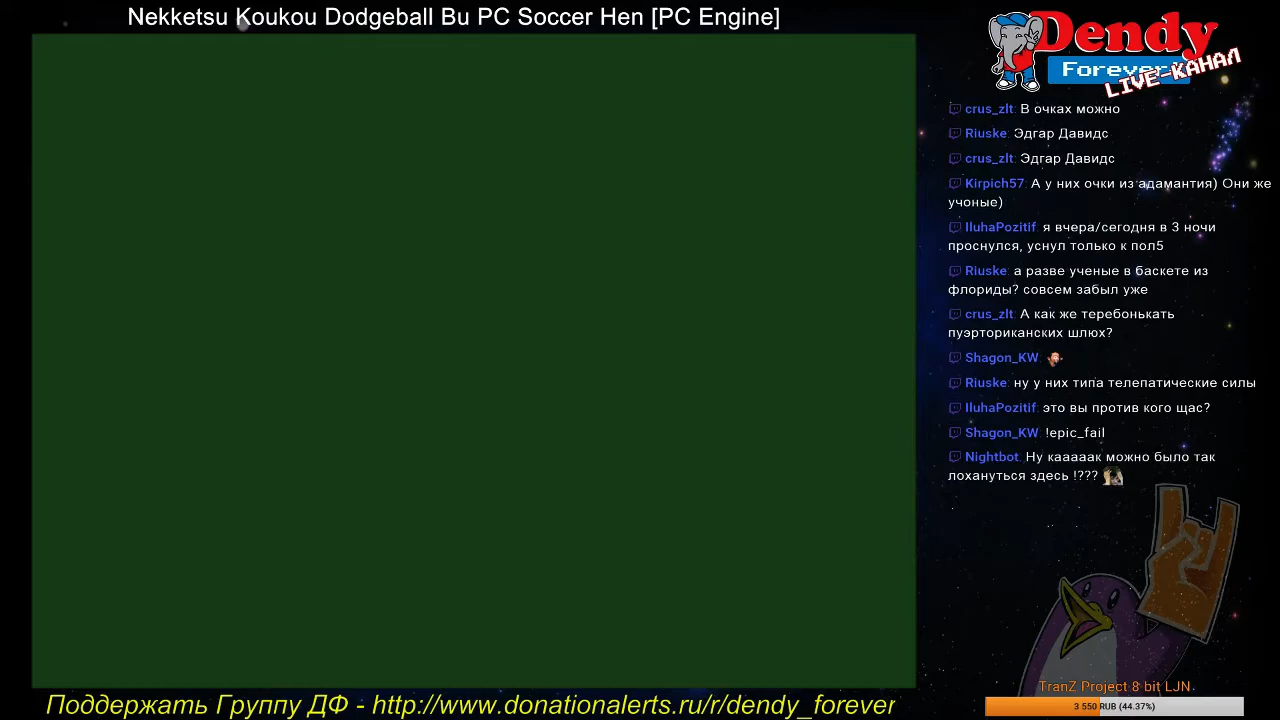 Nekketsu Koukou Dodgeball Bu PC Soccer Hen [PC Engine]
Dendy
Forever
LIVE-КАНАЛ
crus_zlt: В очках можно
Riuske: Эдгар Давидс
crus_zlt: Эдгар Давидс
Kirpich57: А у них очки из адамантия) Они же
учоные)
IluhaPozitif: я вчера/сегодня в 3 ночи
проснулся, уснул только к пол5
Riuske: а разве ученые в баскете из
флориды? совсем забыл уже
crus_zlt: А как же теребонькать
пуэрториканских шлюх?
Shagon_KW:
Riuske: ну у них типа телепатические силы
IluhaPozitif: это вы против кого щас?
Shagon_KW: !epic_fail
Nightbot: Ну каааааак можно было так
лохануться здесь !???
TranZ Project 8 bit LJN
3 550 RUB (44.37%)
Поддержать Группу ДФ - http://www.donationalerts.ru/r/dendy_forever